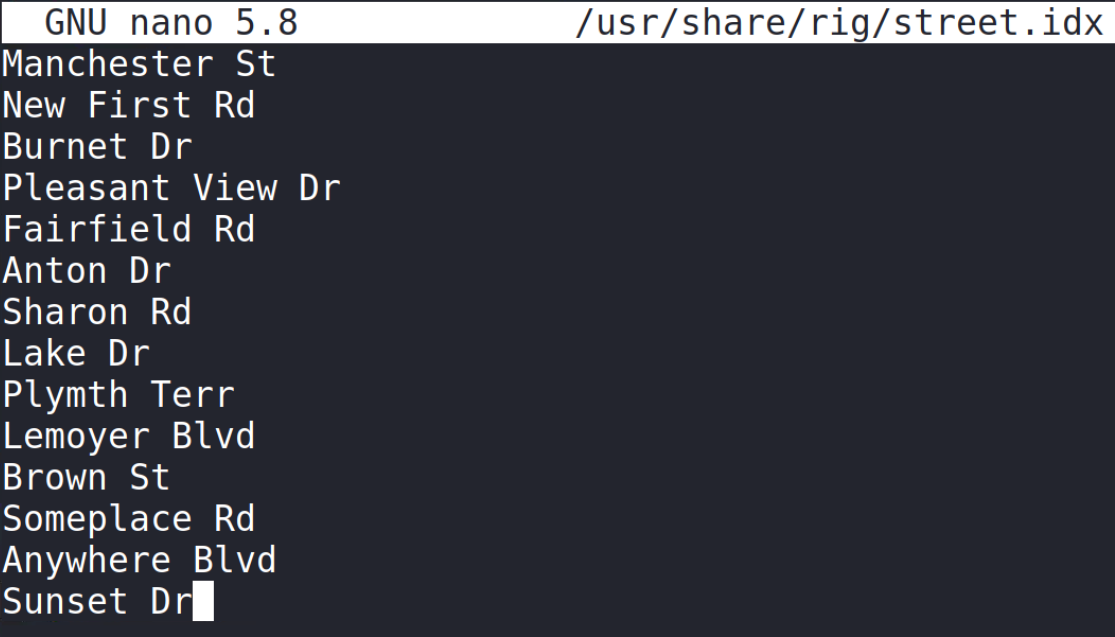 GNU nano 5.8 /usr/share/rig/street.idx
Manchester St
New First Rd
Burnet Dr
Pleasant View Dr
Fairfield Rd
Anton Dr
Sharon Rd
Lake Dr
Plymth Terr
Lemoyer Blvd
Brown St
Someplace Rd
Anywhere Blvd
Sunset Dr